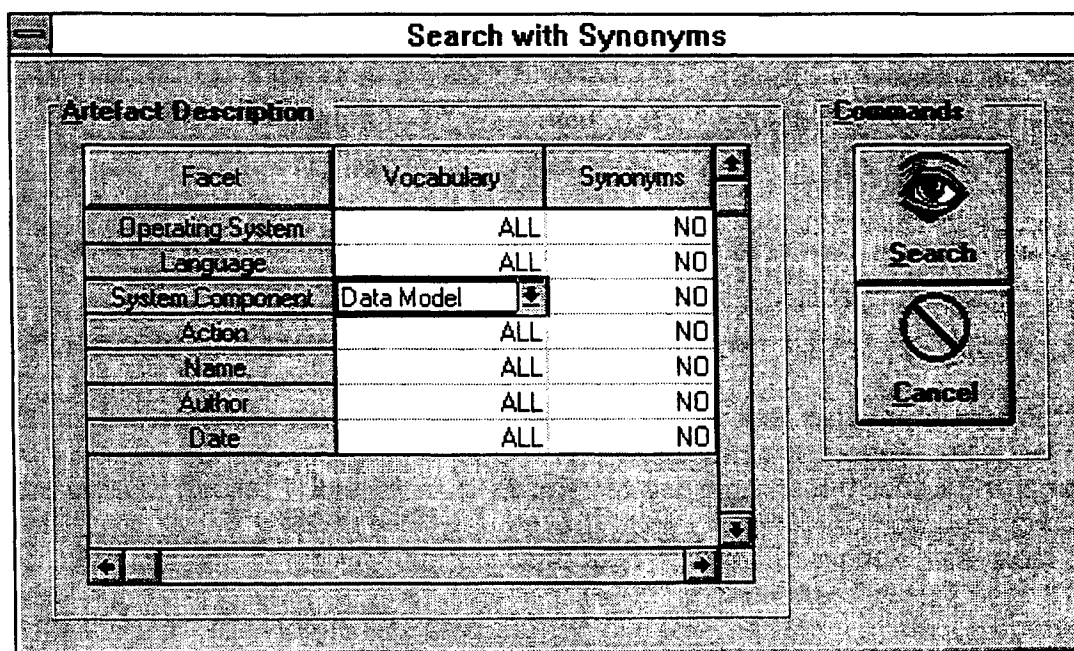 Search with Synonyms
Artefact Description
Facet Vocabulary Synonyms
Operating System ALL NO
Language ALL NO
System Component Data Model NO
Action ALL NO
Name ALL NO
Author ALL NO
Date ALL NO
Commands
Search
Cancel